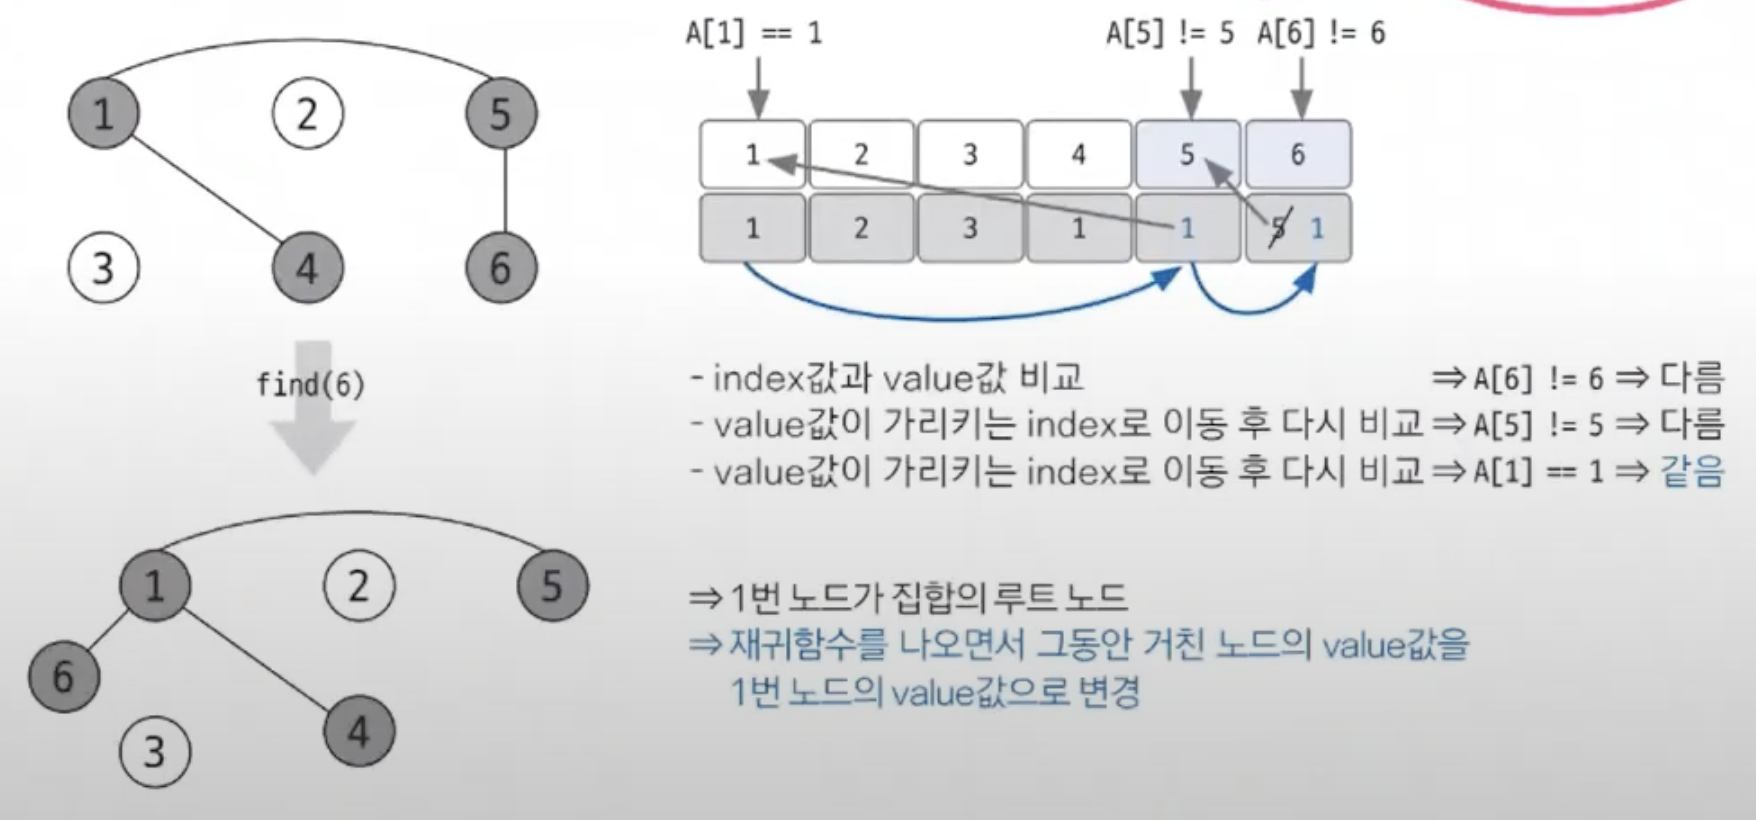 A[1] == 1
A[5] != 5
A[6] != 6
1 2 5
3 4 6
1 2 3 4 5 6
1 2 3 1 1 5 1
find(6)
- index값과 value값 비교 ⇒ A[6] != 6 ⇒ 다름
- value값이 가리키는 index로 이동 후 다시 비교 ⇒ A[5] != 5 ⇒ 다름
- value값이 가리키는 index로 이동 후 다시 비교 ⇒ A[1] == 1 ⇒ 같음
1 2 5
6
3 4
⇒ 1번 노드가 집합의 루트 노드
⇒ 재귀함수를 나오면서 그동안 거친 노드의 value값을
1번 노드의 value값으로 변경